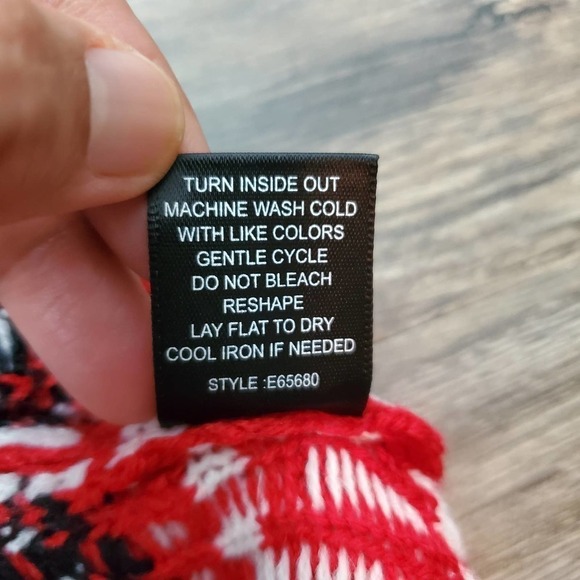 TURN INSIDE OUT
MACHINE WASH COLD
WITH LIKE COLORS
GENTLE CYCLE
DO NOT BLEACH
RESHAPE
LAY FLAT TO DRY
COOL IRON IF NEEDED
STYLE :E65680